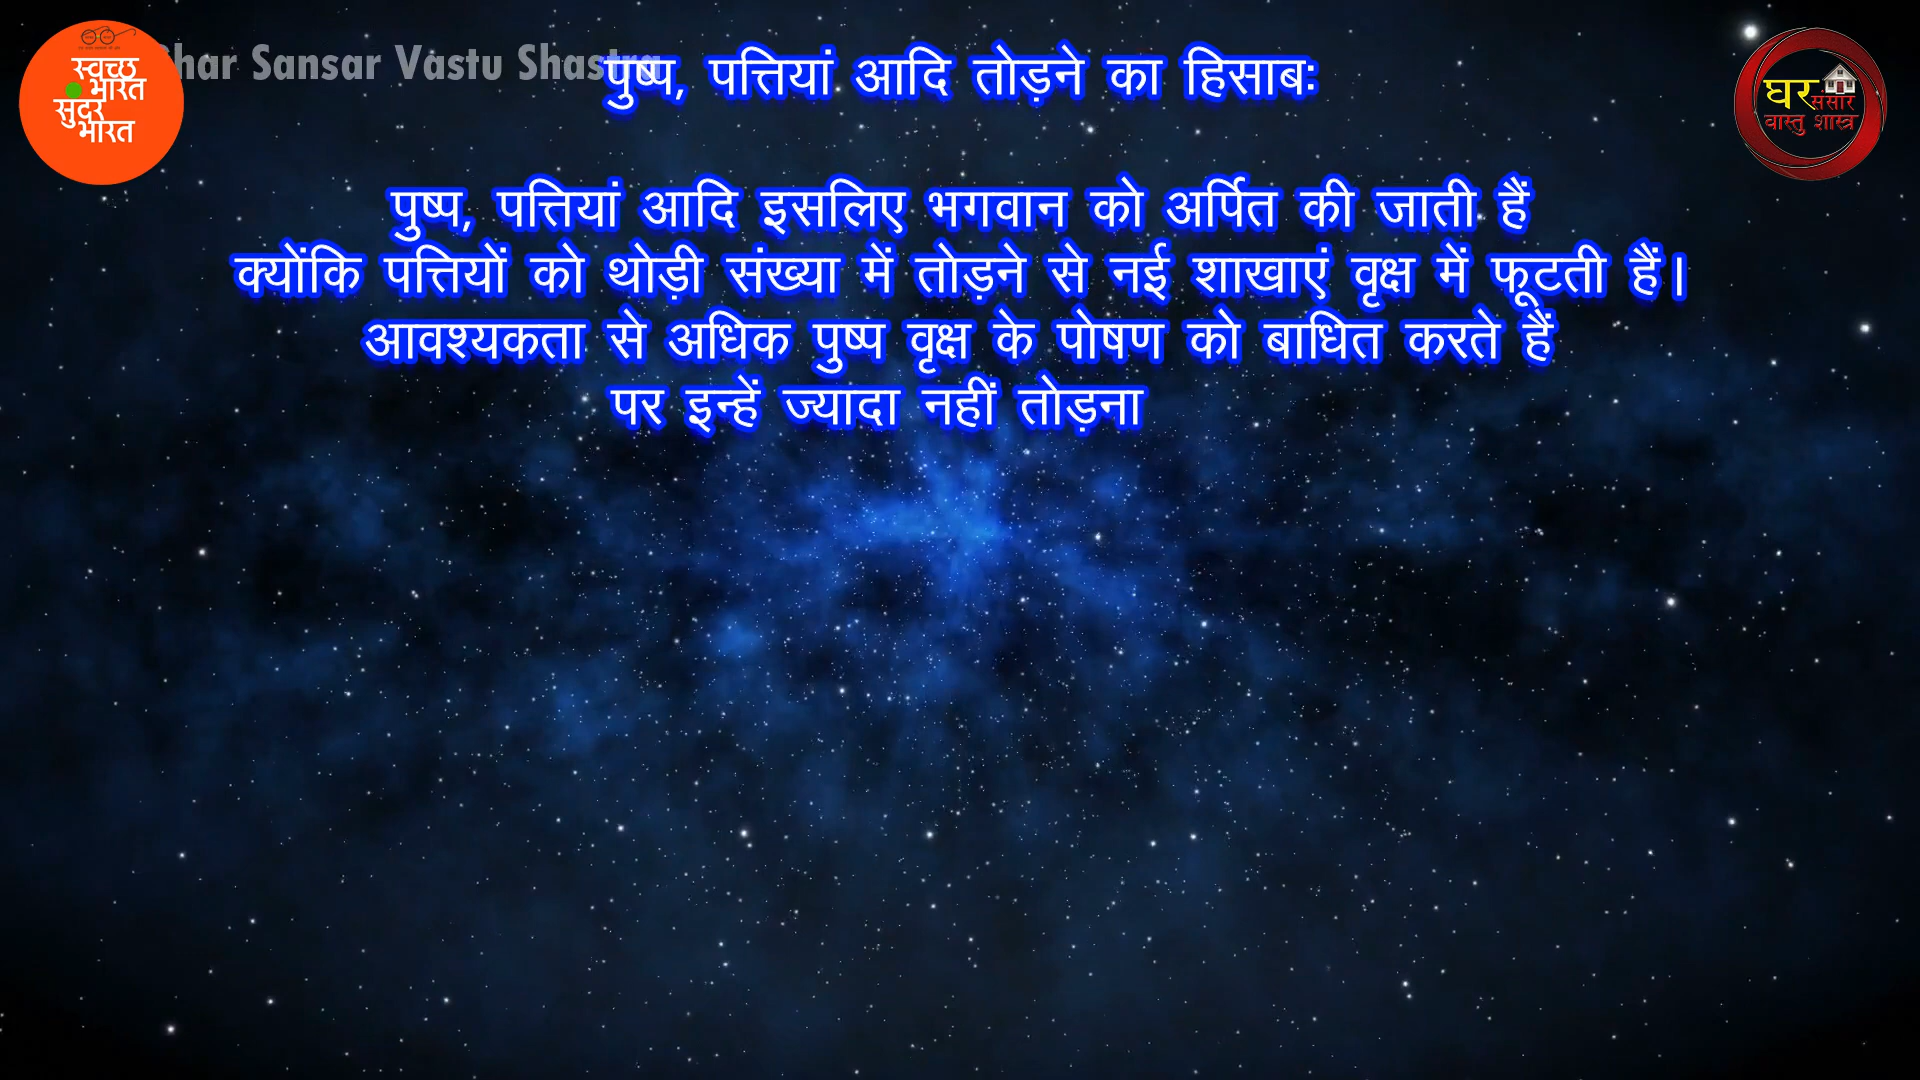 स्वच्छ
भारत
सुंदर
भारत
Ghar Sansar Vastu Shastra
पुष्प, पत्तियां आदि तोड़ने का हिसाबः
घर संसार
वास्तु शास्त्र
पुष्प, पत्तियां आदि इसलिए भगवान को अर्पित की जाती हैं
क्योंकि पत्तियों को थोड़ी संख्या में तोड़ने से नई शाखाएं वृक्ष में फूटती हैं।
आवश्यकता से अधिक पुष्प वृक्ष के पोषण को बाधित करते हैं
पर इन्हें ज्यादा नहीं तोड़ना